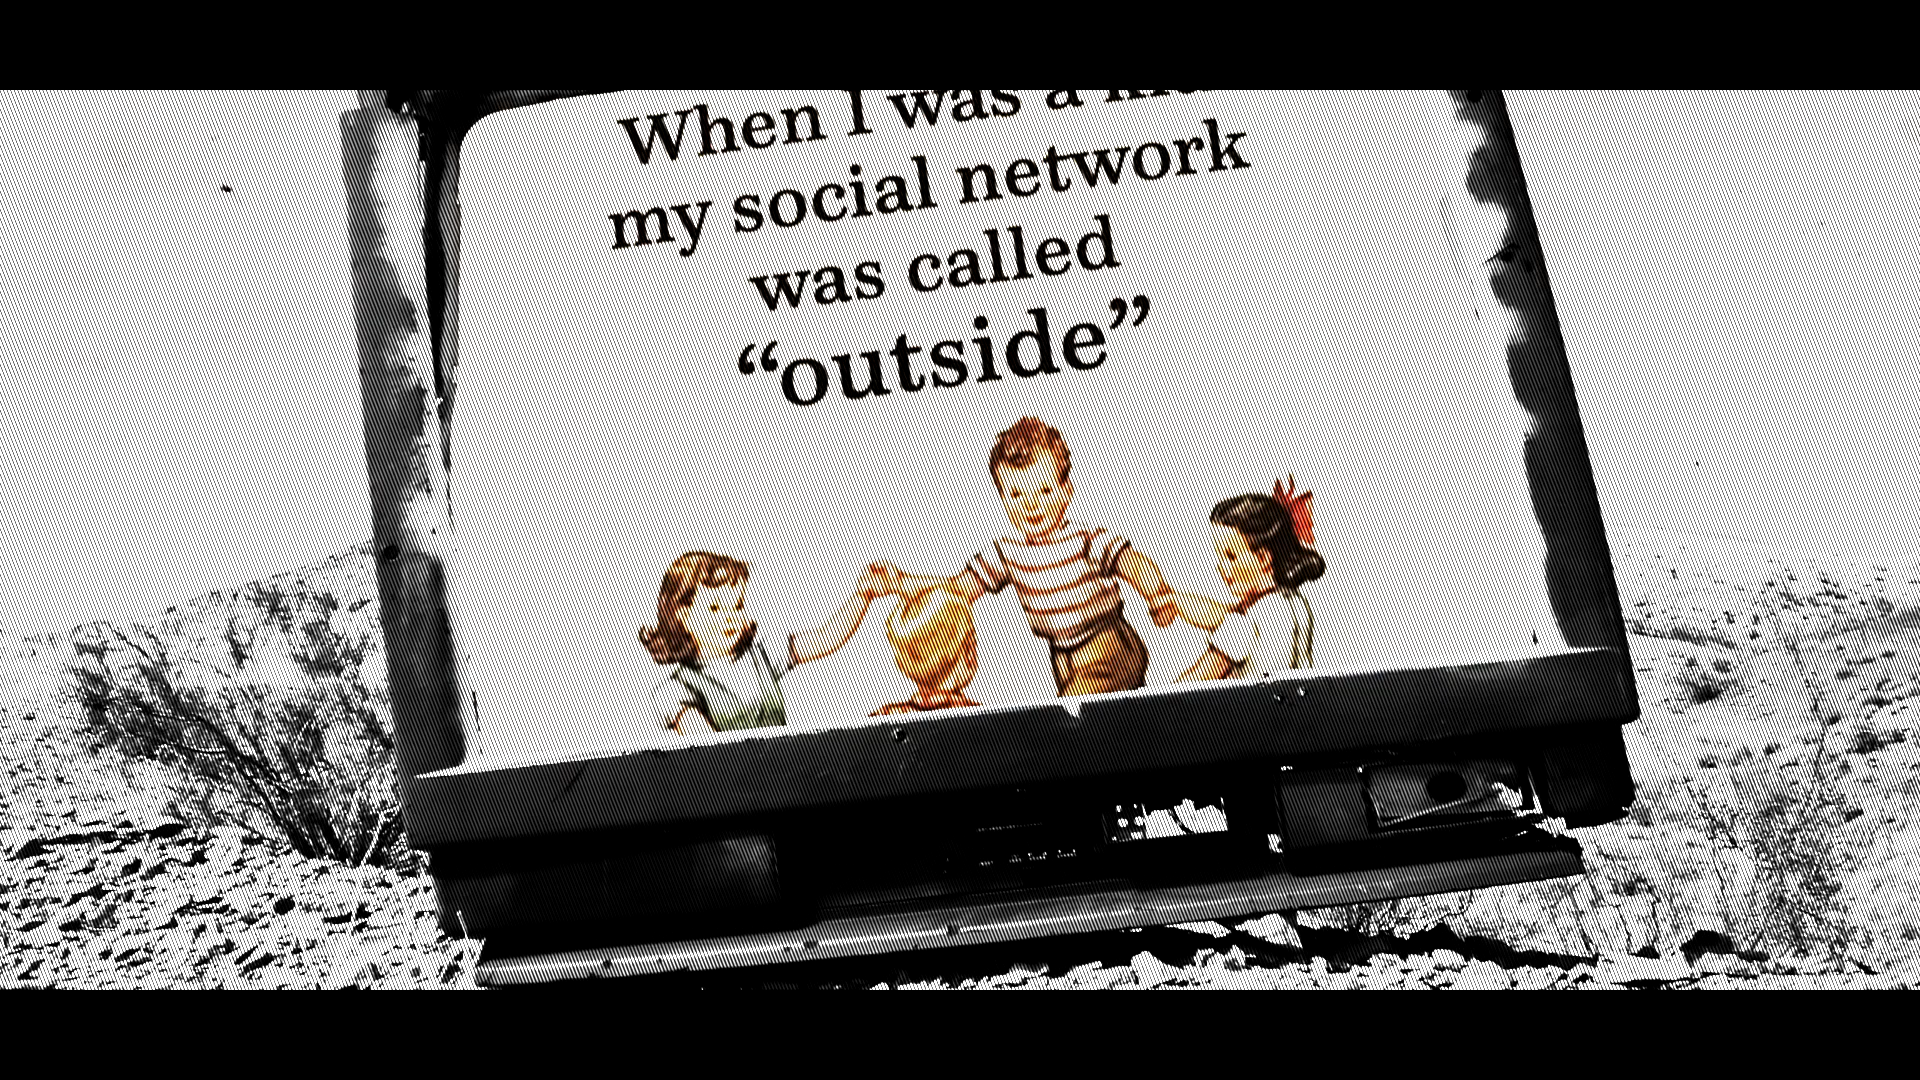 When I was a
my social network
was called
“outside”